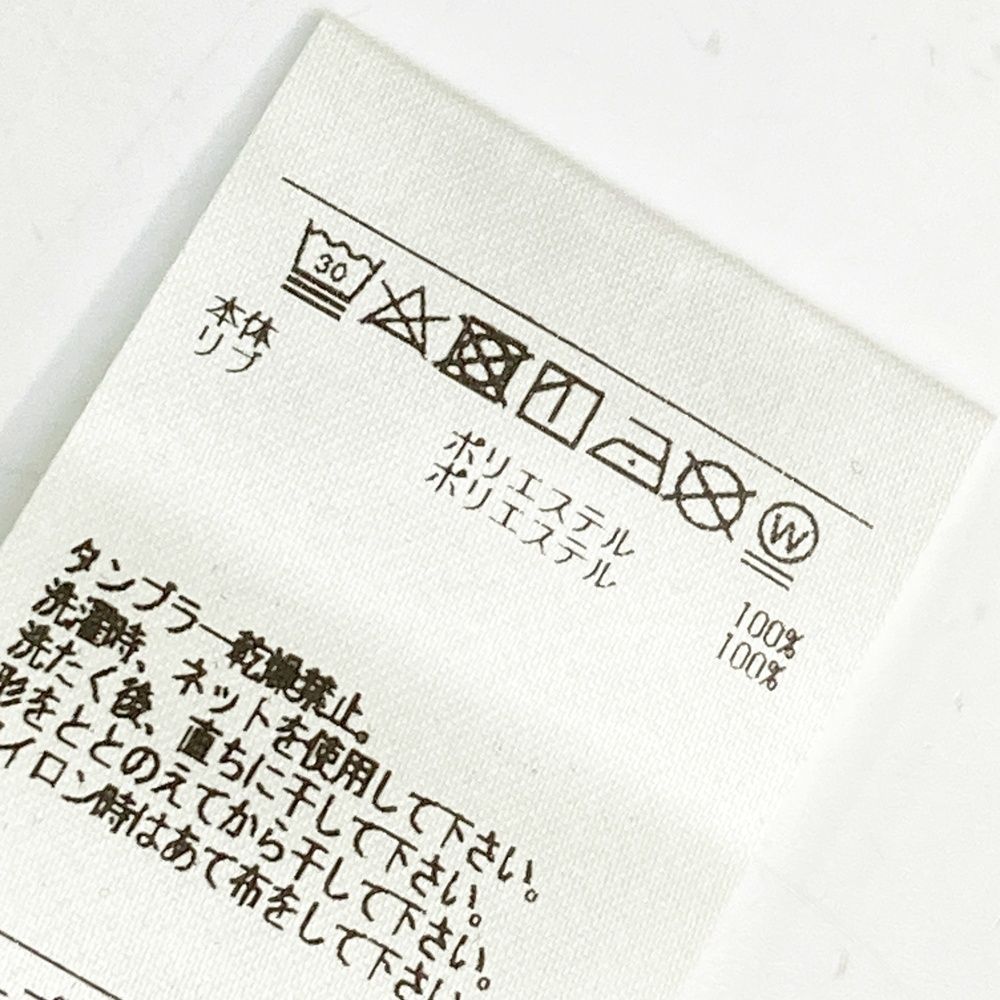 30
W
本体 ポリエステル 100%
リブ ポリエステル 100%
タンブラー乾燥禁止。
洗濯時、ネットを使用して下さい。
洗たく後、直ちに干して下さい。
形をととのえてから干して下さい。
イロン時はあて布をして下さい